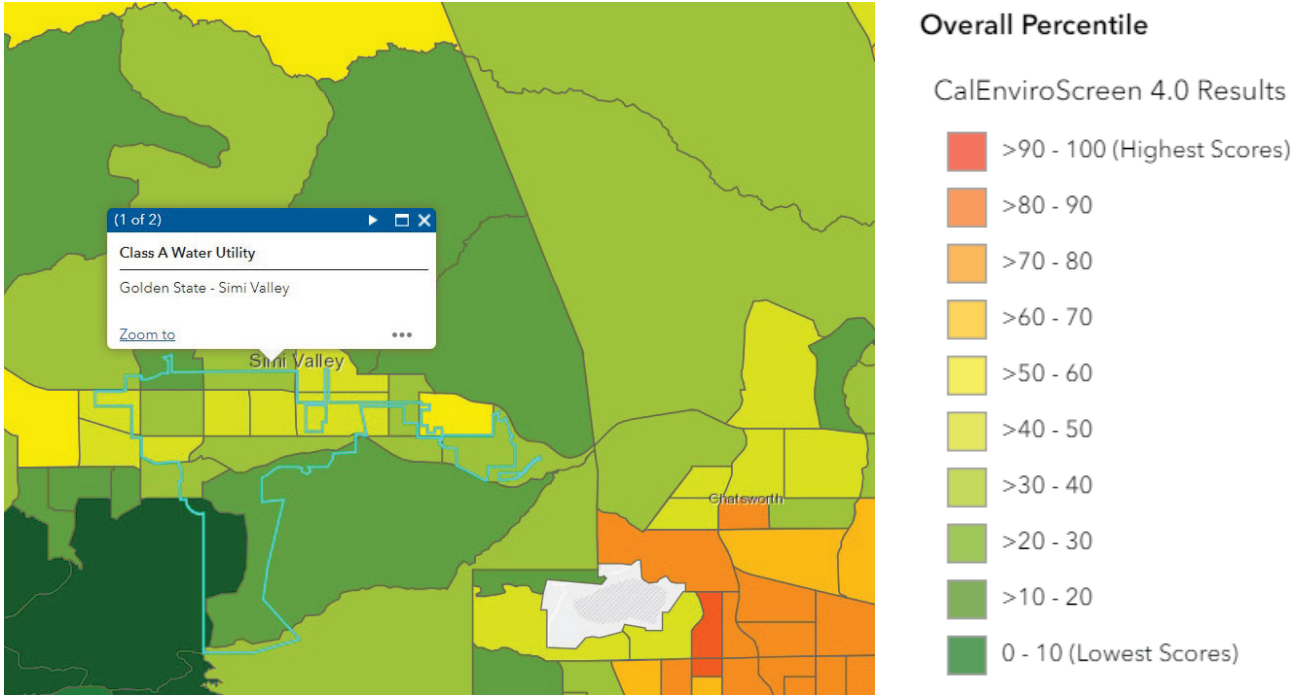 (1 of 2)
Class A Water Utility
Golden State - Simi Valley
Zoom to
Simi Valley
Chatsworth
Overall Percentile
CalEnviroScreen 4.0 Results
>90 - 100 (Highest Scores)
>80 - 90
>70 - 80
>60 - 70
>50 - 60
>40 - 50
>30 - 40
>20 - 30
>10 - 20
0 - 10 (Lowest Scores)